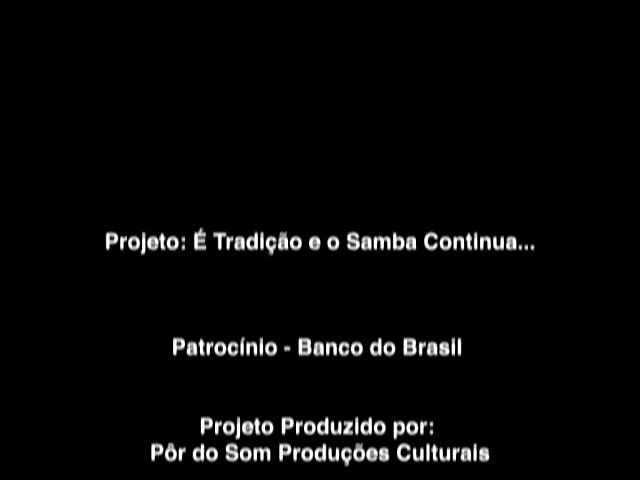 Projeto: É Tradição e o Samba Continua...
Patrocínio - Banco do Brasil
Projeto Produzido por:
Pôr do Som Produções Culturais